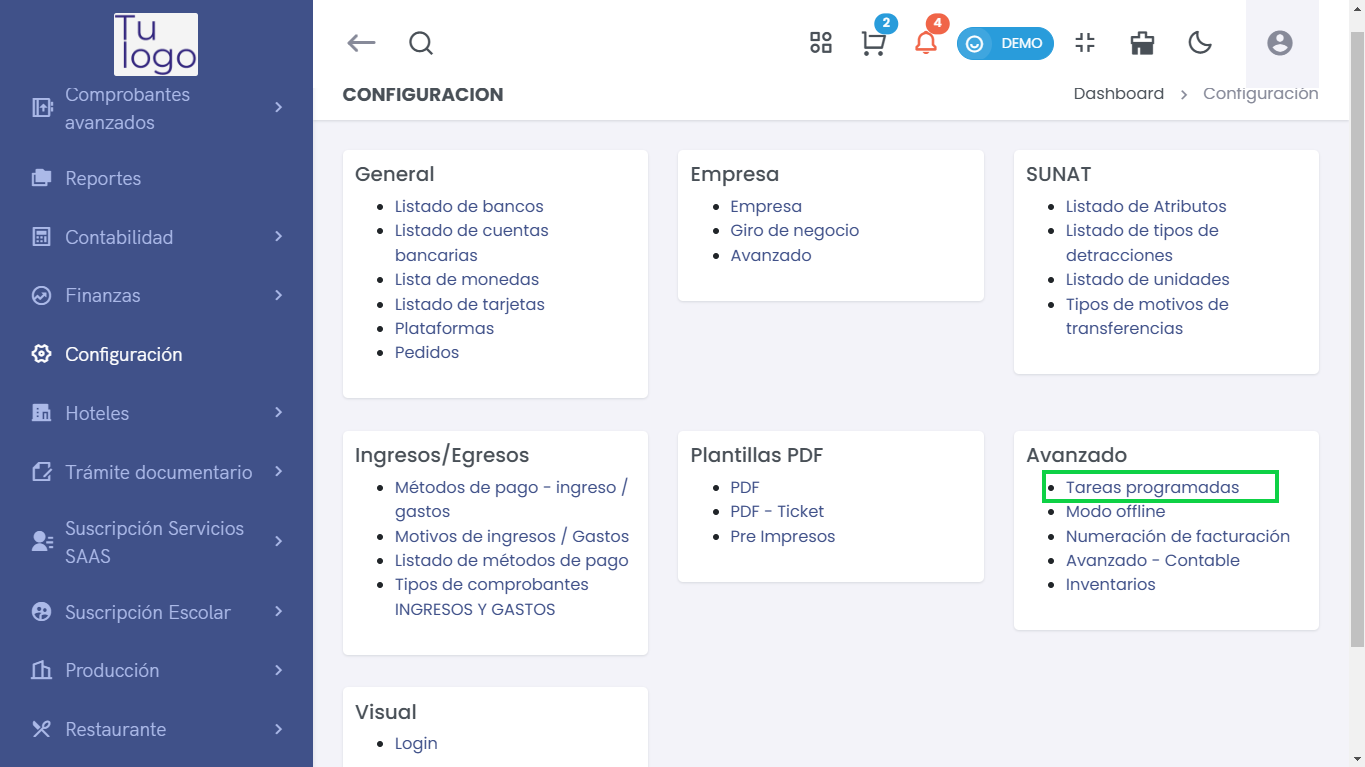 Tu
logo
Comprobantes
avanzados
Reportes
Contabilidad
Finanzas
Configuración
Hoteles
Trámite documentario
Suscripción Servicios
SAAS
Suscripción Escolar
Producción
Restaurante
2
4
DEMO
CONFIGURACION
Dashboard > Configuración
General
Listado de bancos
Listado de cuentas
bancarias
Lista de monedas
Listado de tarjetas
Plataformas
Pedidos
Empresa
Empresa
Giro de negocio
Avanzado
SUNAT
Listado de Atributos
Listado de tipos de
detracciones
Listado de unidades
Tipos de motivos de
transferencias
Ingresos/Egresos
Métodos de pago - ingreso /
gastos
Motivos de ingresos / Gastos
Listado de métodos de pago
Tipos de comprobantes
INGRESOS Y GASTOS
Plantillas PDF
PDF
PDF - Ticket
Pre Impresos
Avanzado
Tareas programadas
Modo offline
Numeración de facturación
Avanzado - Contable
Inventarios
Visual
Login